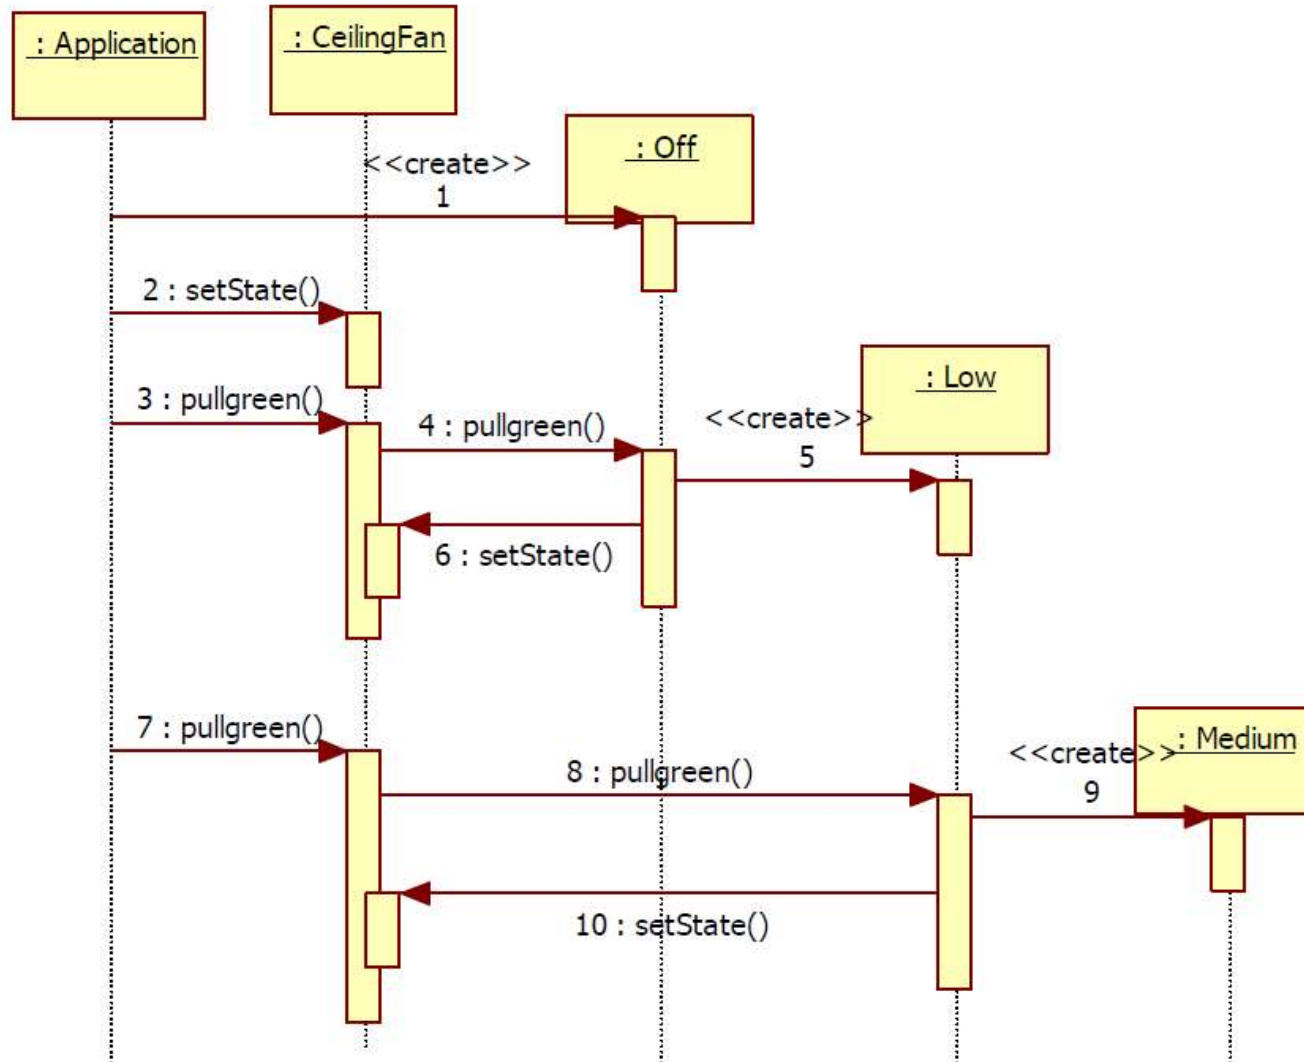 : Application
: CeilingFan
: Off
<<create>>
1
2 : setState()
: Low
3 : pullgreen()
4 : pullgreen()
<<create>>
5
6 : setState()
7 : pullgreen()
: Medium
<<create>>
8 : pullgreen()
9
10 : setState()